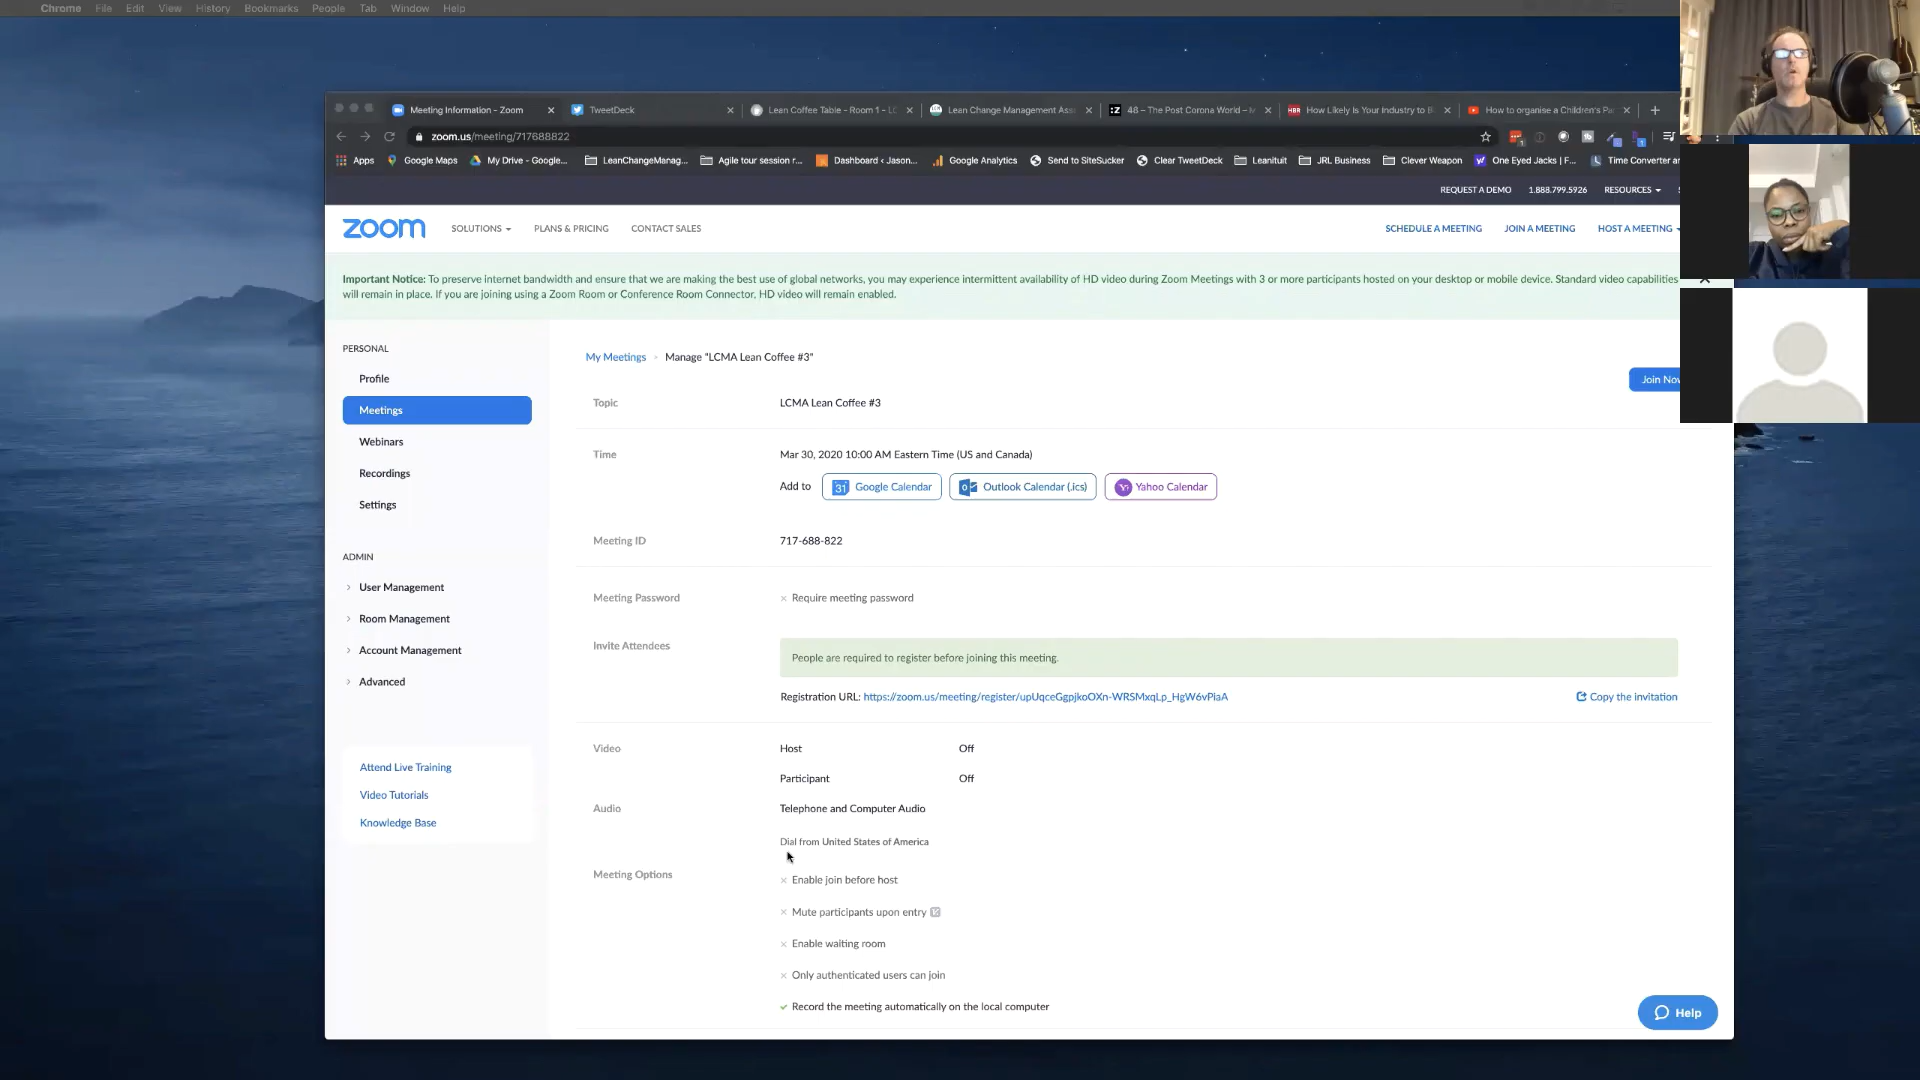 Chrome File Edit View History Bookmarks People Tab Window Help
Meeting Information - Zoom
TweetDeck
Lean Coffee Table - Room 1 - LC
Lean Change Management Ass
48 – The Post Corona World –
How Likely Is Your Industry to B
How to organise a Children's Pa
zoom.us/meeting/717688822
Apps Google Maps My Drive - Google... LeanChangeManag... Agile tour session r... Dashboard ‹ Jason... Google Analytics Send to SiteSucker Clear TweetDeck Leanituit JRL Business Clever Weapon One Eyed Jacks | F... Time Converter
REQUEST A DEMO 1.888.799.5926 RESOURCES
zoom SOLUTIONS PLANS & PRICING CONTACT SALES SCHEDULE A MEETING JOIN A MEETING HOST A MEETING
Important Notice: To preserve internet bandwidth and ensure that we are making the best use of global networks, you may experience intermittent availability of HD video during Zoom Meetings with 3 or more participants hosted on your desktop or mobile device. Standard video capabilities
will remain in place. If you are joining using a Zoom Room or Conference Room Connector, HD video will remain enabled.
PERSONAL
Profile
Meetings
Webinars
Recordings
Settings
ADMIN
User Management
Room Management
Account Management
Advanced
Attend Live Training
Video Tutorials
Knowledge Base
My Meetings > Manage "LCMA Lean Coffee #3"
Join Now
Topic LCMA Lean Coffee #3
Time Mar 30, 2020 10:00 AM Eastern Time (US and Canada)
Add to 31 Google Calendar Outlook Calendar (.ics) Yahoo Calendar
Meeting ID 717-688-822
Meeting Password × Require meeting password
Invite Attendees People are required to register before joining this meeting.
Registration URL: https://zoom.us/meeting/register/upUqceGgpjkoOXn-WRSMxqLp_HgW6vPiaA Copy the invitation
Video Host Off
Participant Off
Audio Telephone and Computer Audio
Dial from United States of America
Meeting Options
× Enable join before host
× Mute participants upon entry
× Enable waiting room
× Only authenticated users can join
✓ Record the meeting automatically on the local computer
Help